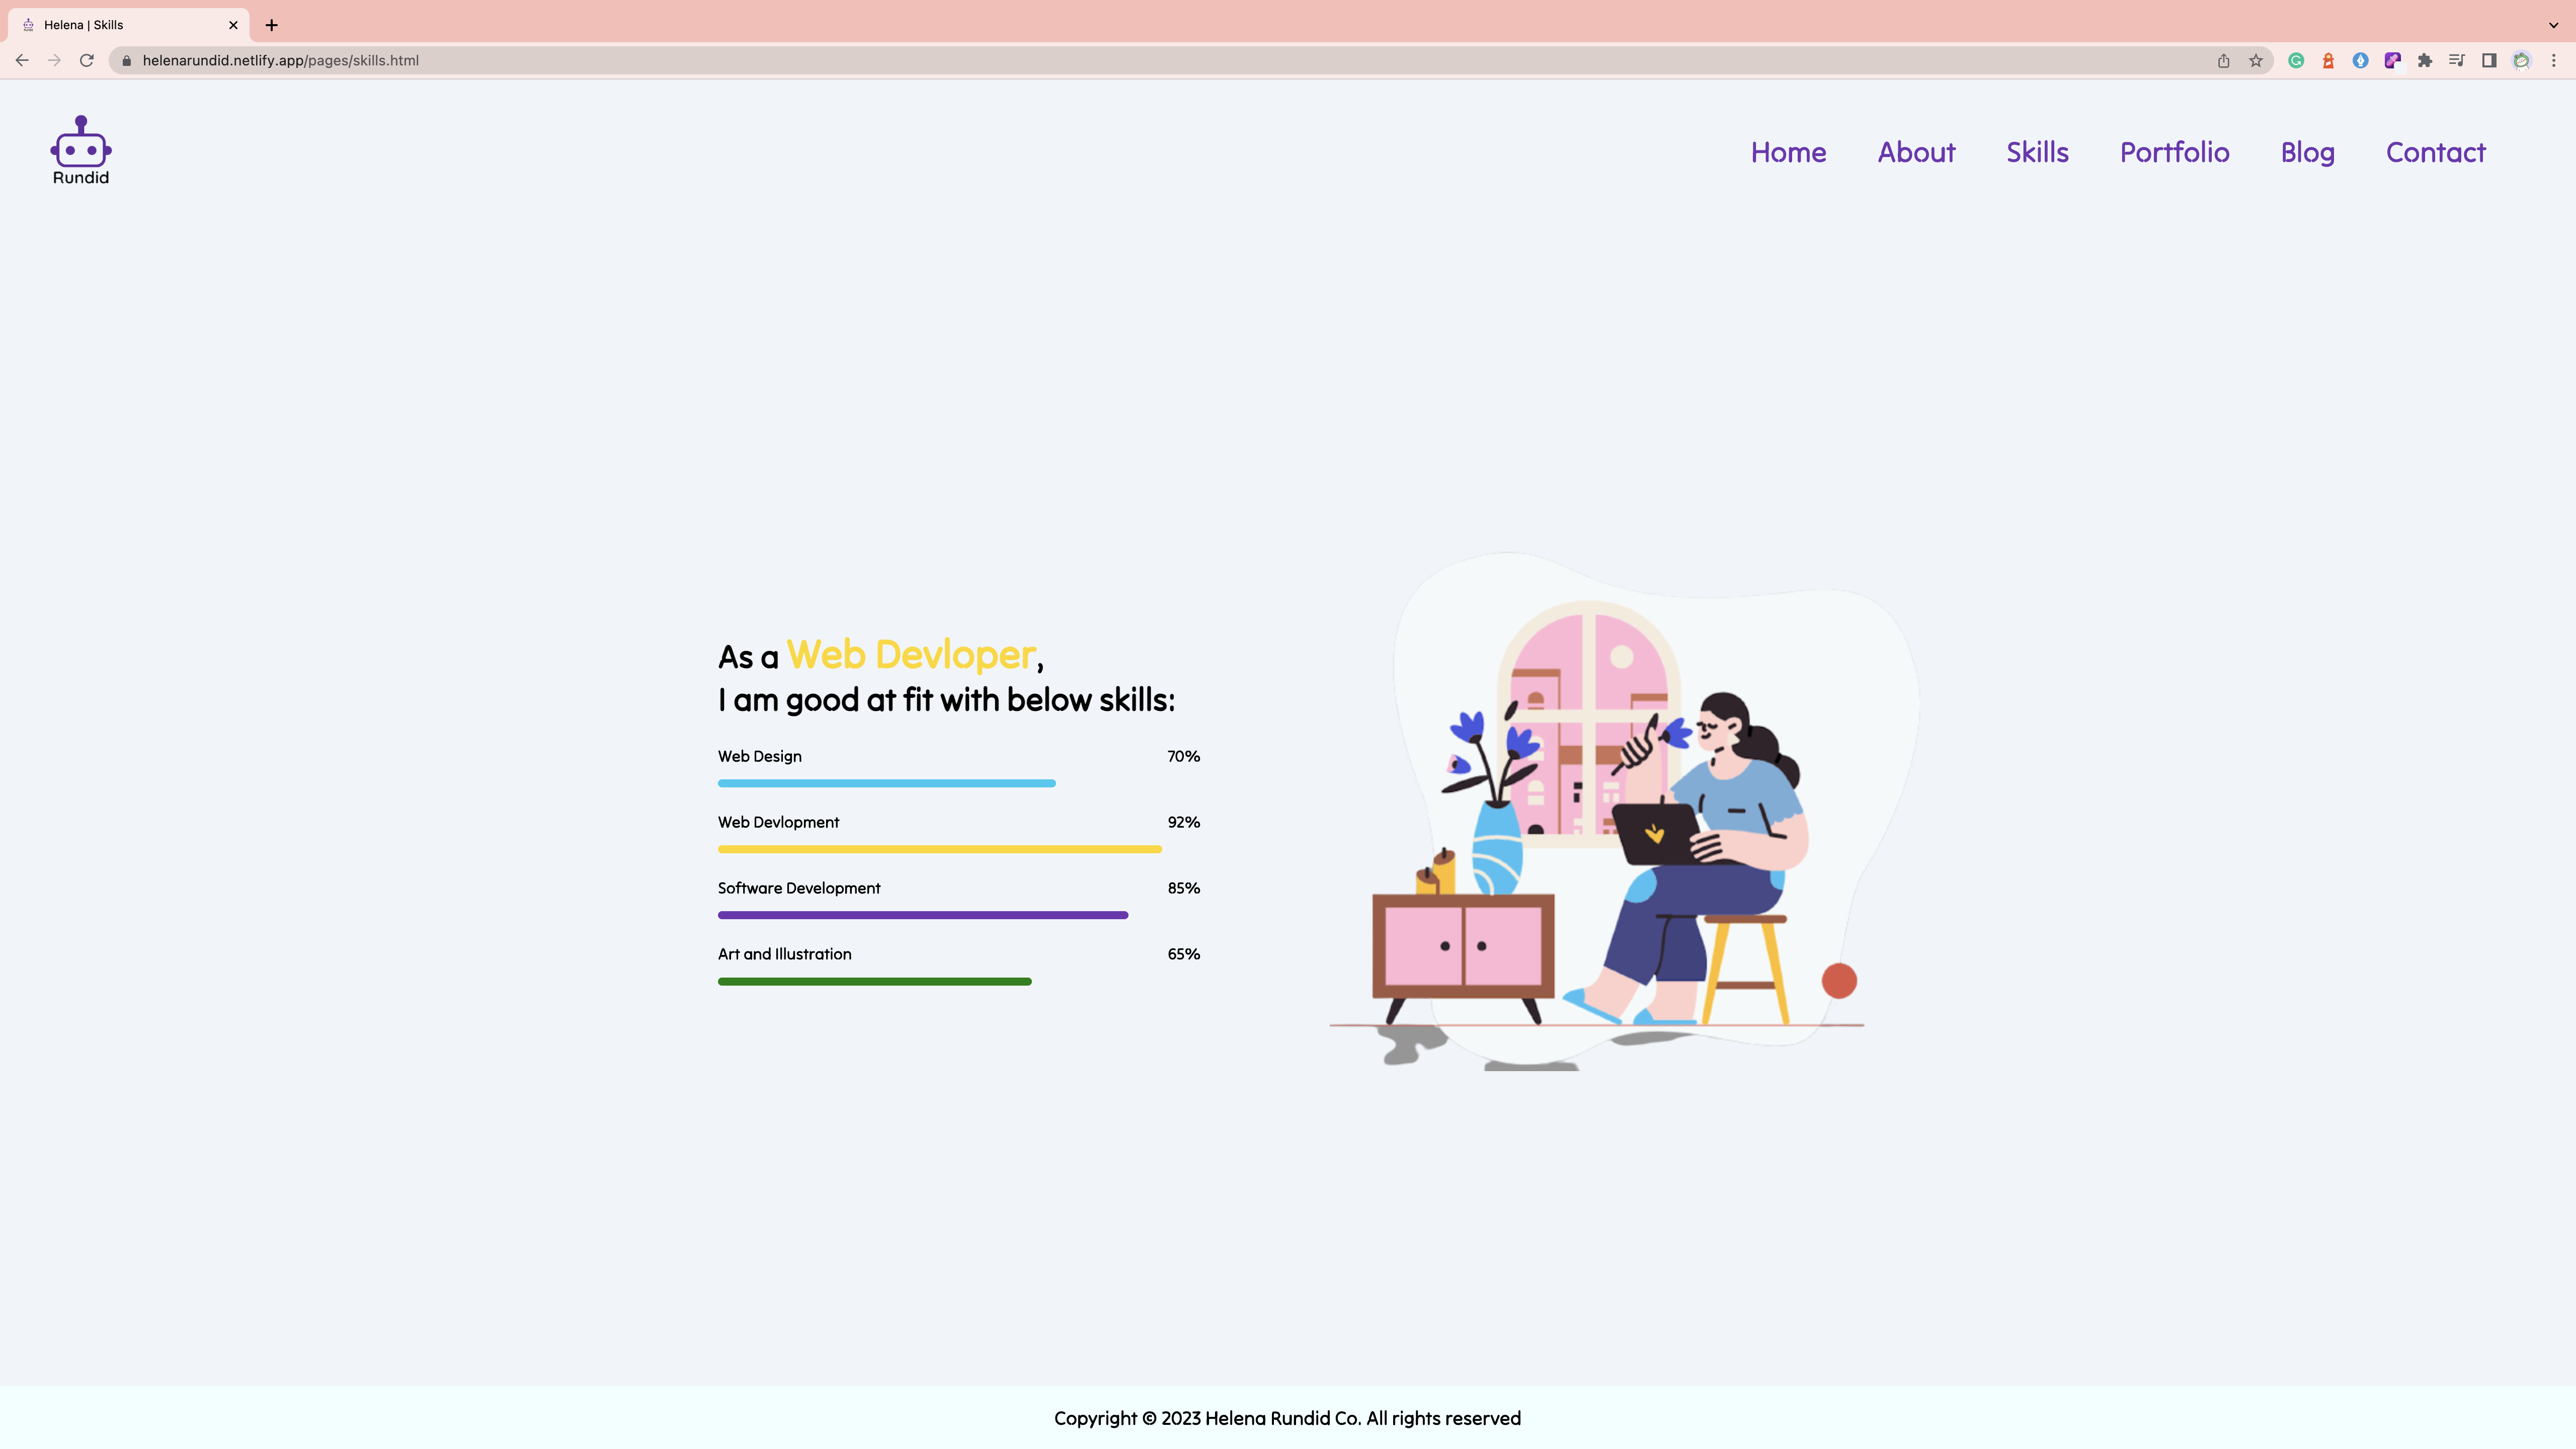 Helena | Skills
helenarundid.netlify.app/pages/skills.html
Rundid
Home About Skills Portfolio Blog Contact
As a Web Devloper,
I am good at fit with below skills:
Web Design 70%
Web Devlopment 92%
Software Development 85%
Art and Illustration 65%
Copyright © 2023 Helena Rundid Co. All rights reserved